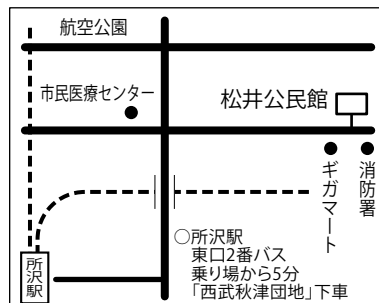 航空公園
市民医療センター
松井公民館
ギガマート
消防署
所沢駅
○所沢駅
東口2番バス
乗り場から5分
「西武秋津団地」下車